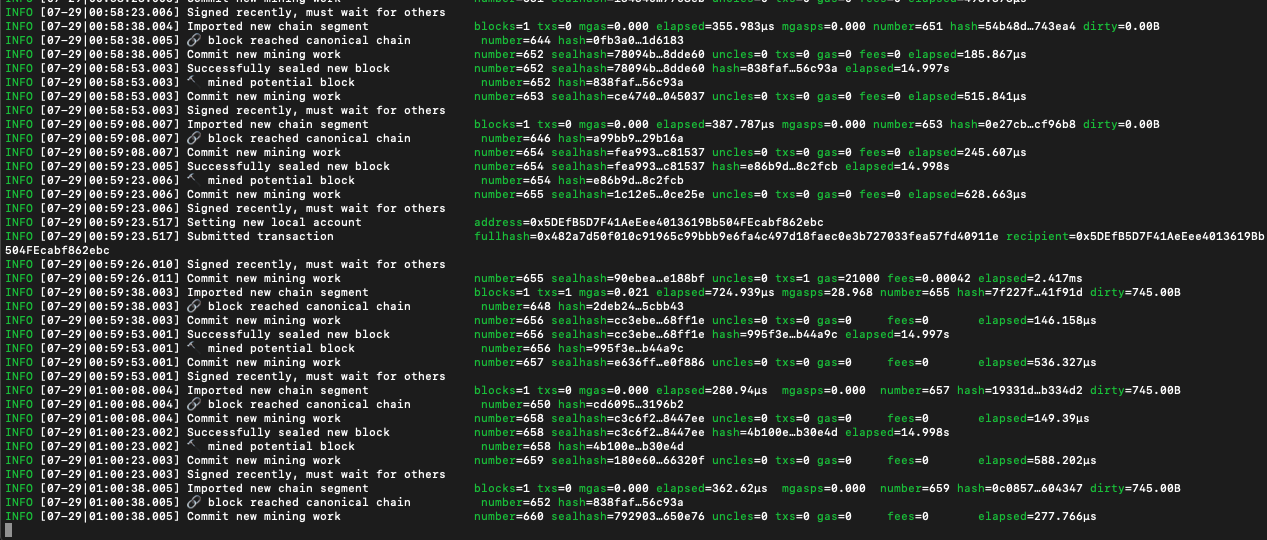 INFO [07-29|00:58:23.006] Signed recently, must wait for others
INFO [07-29|00:58:38.004] Imported new chain segment blocks=1 txs=0 mgas=0.000 elapsed=355.983µs mgasps=0.000 number=651 hash=54b48d…743ea4 dirty=0.00B
INFO [07-29|00:58:38.005] 🔗 block reached canonical chain number=644 hash=0fb3a0…1d6183
INFO [07-29|00:58:38.005] Commit new mining work number=652 sealhash=78094b…8dde60 uncles=0 txs=0 gas=0 fees=0 elapsed=185.867µs
INFO [07-29|00:58:53.003] Successfully sealed new block number=652 sealhash=78094b…8dde60 hash=838faf…56c93a elapsed=14.997s
INFO [07-29|00:58:53.003] 🔨 mined potential block number=652 hash=838faf…56c93a
INFO [07-29|00:58:53.003] Commit new mining work number=653 sealhash=ce4740…045037 uncles=0 txs=0 gas=0 fees=0 elapsed=515.841µs
INFO [07-29|00:58:53.003] Signed recently, must wait for others
INFO [07-29|00:59:08.007] Imported new chain segment blocks=1 txs=0 mgas=0.000 elapsed=387.787µs mgasps=0.000 number=653 hash=0e27cb…cf96b8 dirty=0.00B
INFO [07-29|00:59:08.007] 🔗 block reached canonical chain number=646 hash=a99bb9…29b16a
INFO [07-29|00:59:08.007] Commit new mining work number=654 sealhash=fea993…c81537 uncles=0 txs=0 gas=0 fees=0 elapsed=245.607µs
INFO [07-29|00:59:23.005] Successfully sealed new block number=654 sealhash=fea993…c81537 hash=e86b9d…8c2fcb elapsed=14.998s
INFO [07-29|00:59:23.006] 🔨 mined potential block number=654 hash=e86b9d…8c2fcb
INFO [07-29|00:59:23.006] Commit new mining work number=655 sealhash=1c12e5…0ce25e uncles=0 txs=0 gas=0 fees=0 elapsed=628.663µs
INFO [07-29|00:59:23.006] Signed recently, must wait for others
INFO [07-29|00:59:23.517] Setting new local account address=0x5DEfB5D7F41AeEee4013619Bb504FEcabf862ebc
INFO [07-29|00:59:23.517] Submitted transaction fullhash=0x482a7d50f010c91965c99bbb9e6fa4c497d18faec0e3b727033fea57fd40911e recipient=0x5DEfB5D7F41AeEee4013619Bb
504FEcabf862ebc
INFO [07-29|00:59:26.010] Signed recently, must wait for others
INFO [07-29|00:59:26.011] Commit new mining work number=655 sealhash=90ebea…e188bf uncles=0 txs=1 gas=21000 fees=0.00042 elapsed=2.417ms
INFO [07-29|00:59:38.003] Imported new chain segment blocks=1 txs=1 mgas=0.021 elapsed=724.939µs mgasps=28.968 number=655 hash=7f227f…41f91d dirty=745.00B
INFO [07-29|00:59:38.003] 🔗 block reached canonical chain number=648 hash=2deb24…5cbb43
INFO [07-29|00:59:38.003] Commit new mining work number=656 sealhash=cc3ebe…68ff1e uncles=0 txs=0 gas=0 fees=0 elapsed=146.158µs
INFO [07-29|00:59:53.001] Successfully sealed new block number=656 sealhash=cc3ebe…68ff1e hash=995f3e…b44a9c elapsed=14.997s
INFO [07-29|00:59:53.001] 🔨 mined potential block number=656 hash=995f3e…b44a9c
INFO [07-29|00:59:53.001] Commit new mining work number=657 sealhash=e636ff…e0f886 uncles=0 txs=0 gas=0 fees=0 elapsed=536.327µs
INFO [07-29|00:59:53.001] Signed recently, must wait for others
INFO [07-29|01:00:08.004] Imported new chain segment blocks=1 txs=0 mgas=0.000 elapsed=280.94µs mgasps=0.000 number=657 hash=19331d…b334d2 dirty=745.00B
INFO [07-29|01:00:08.004] 🔗 block reached canonical chain number=650 hash=cd6095…3196b2
INFO [07-29|01:00:08.004] Commit new mining work number=658 sealhash=c3c6f2…8447ee uncles=0 txs=0 gas=0 fees=0 elapsed=149.39µs
INFO [07-29|01:00:23.002] Successfully sealed new block number=658 sealhash=c3c6f2…8447ee hash=4b100e…b30e4d elapsed=14.998s
INFO [07-29|01:00:23.002] 🔨 mined potential block number=658 hash=4b100e…b30e4d
INFO [07-29|01:00:23.003] Commit new mining work number=659 sealhash=180e60…66320f uncles=0 txs=0 gas=0 fees=0 elapsed=588.202µs
INFO [07-29|01:00:23.003] Signed recently, must wait for others
INFO [07-29|01:00:38.005] Imported new chain segment blocks=1 txs=0 mgas=0.000 elapsed=362.62µs mgasps=0.000 number=659 hash=0c0857…604347 dirty=745.00B
INFO [07-29|01:00:38.005] 🔗 block reached canonical chain number=652 hash=838faf…56c93a
INFO [07-29|01:00:38.005] Commit new mining work number=660 sealhash=792903…650e76 uncles=0 txs=0 gas=0 fees=0 elapsed=277.766µs